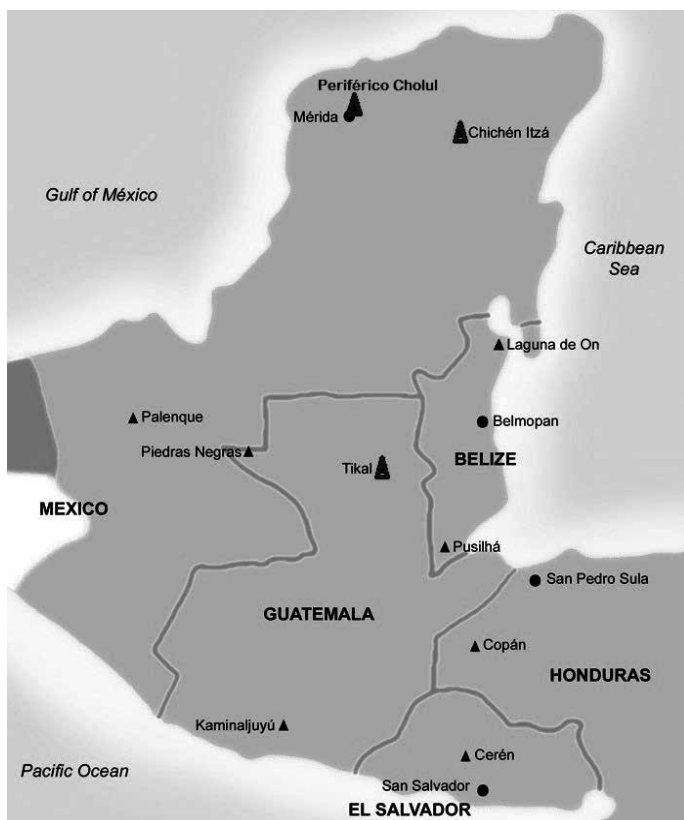 Periférico Cholul
Mérida
Chichén Itzá
Gulf of México
Caribbean
Sea
Laguna de On
Palenque
Belmopan
Piedras Negras
Tikal
BELIZE
MEXICO
Pusilhá
San Pedro Sula
GUATEMALA
Copán
HONDURAS
Kaminaljuyú
Cerén
Pacific Ocean
San Salvador
EL SALVADOR